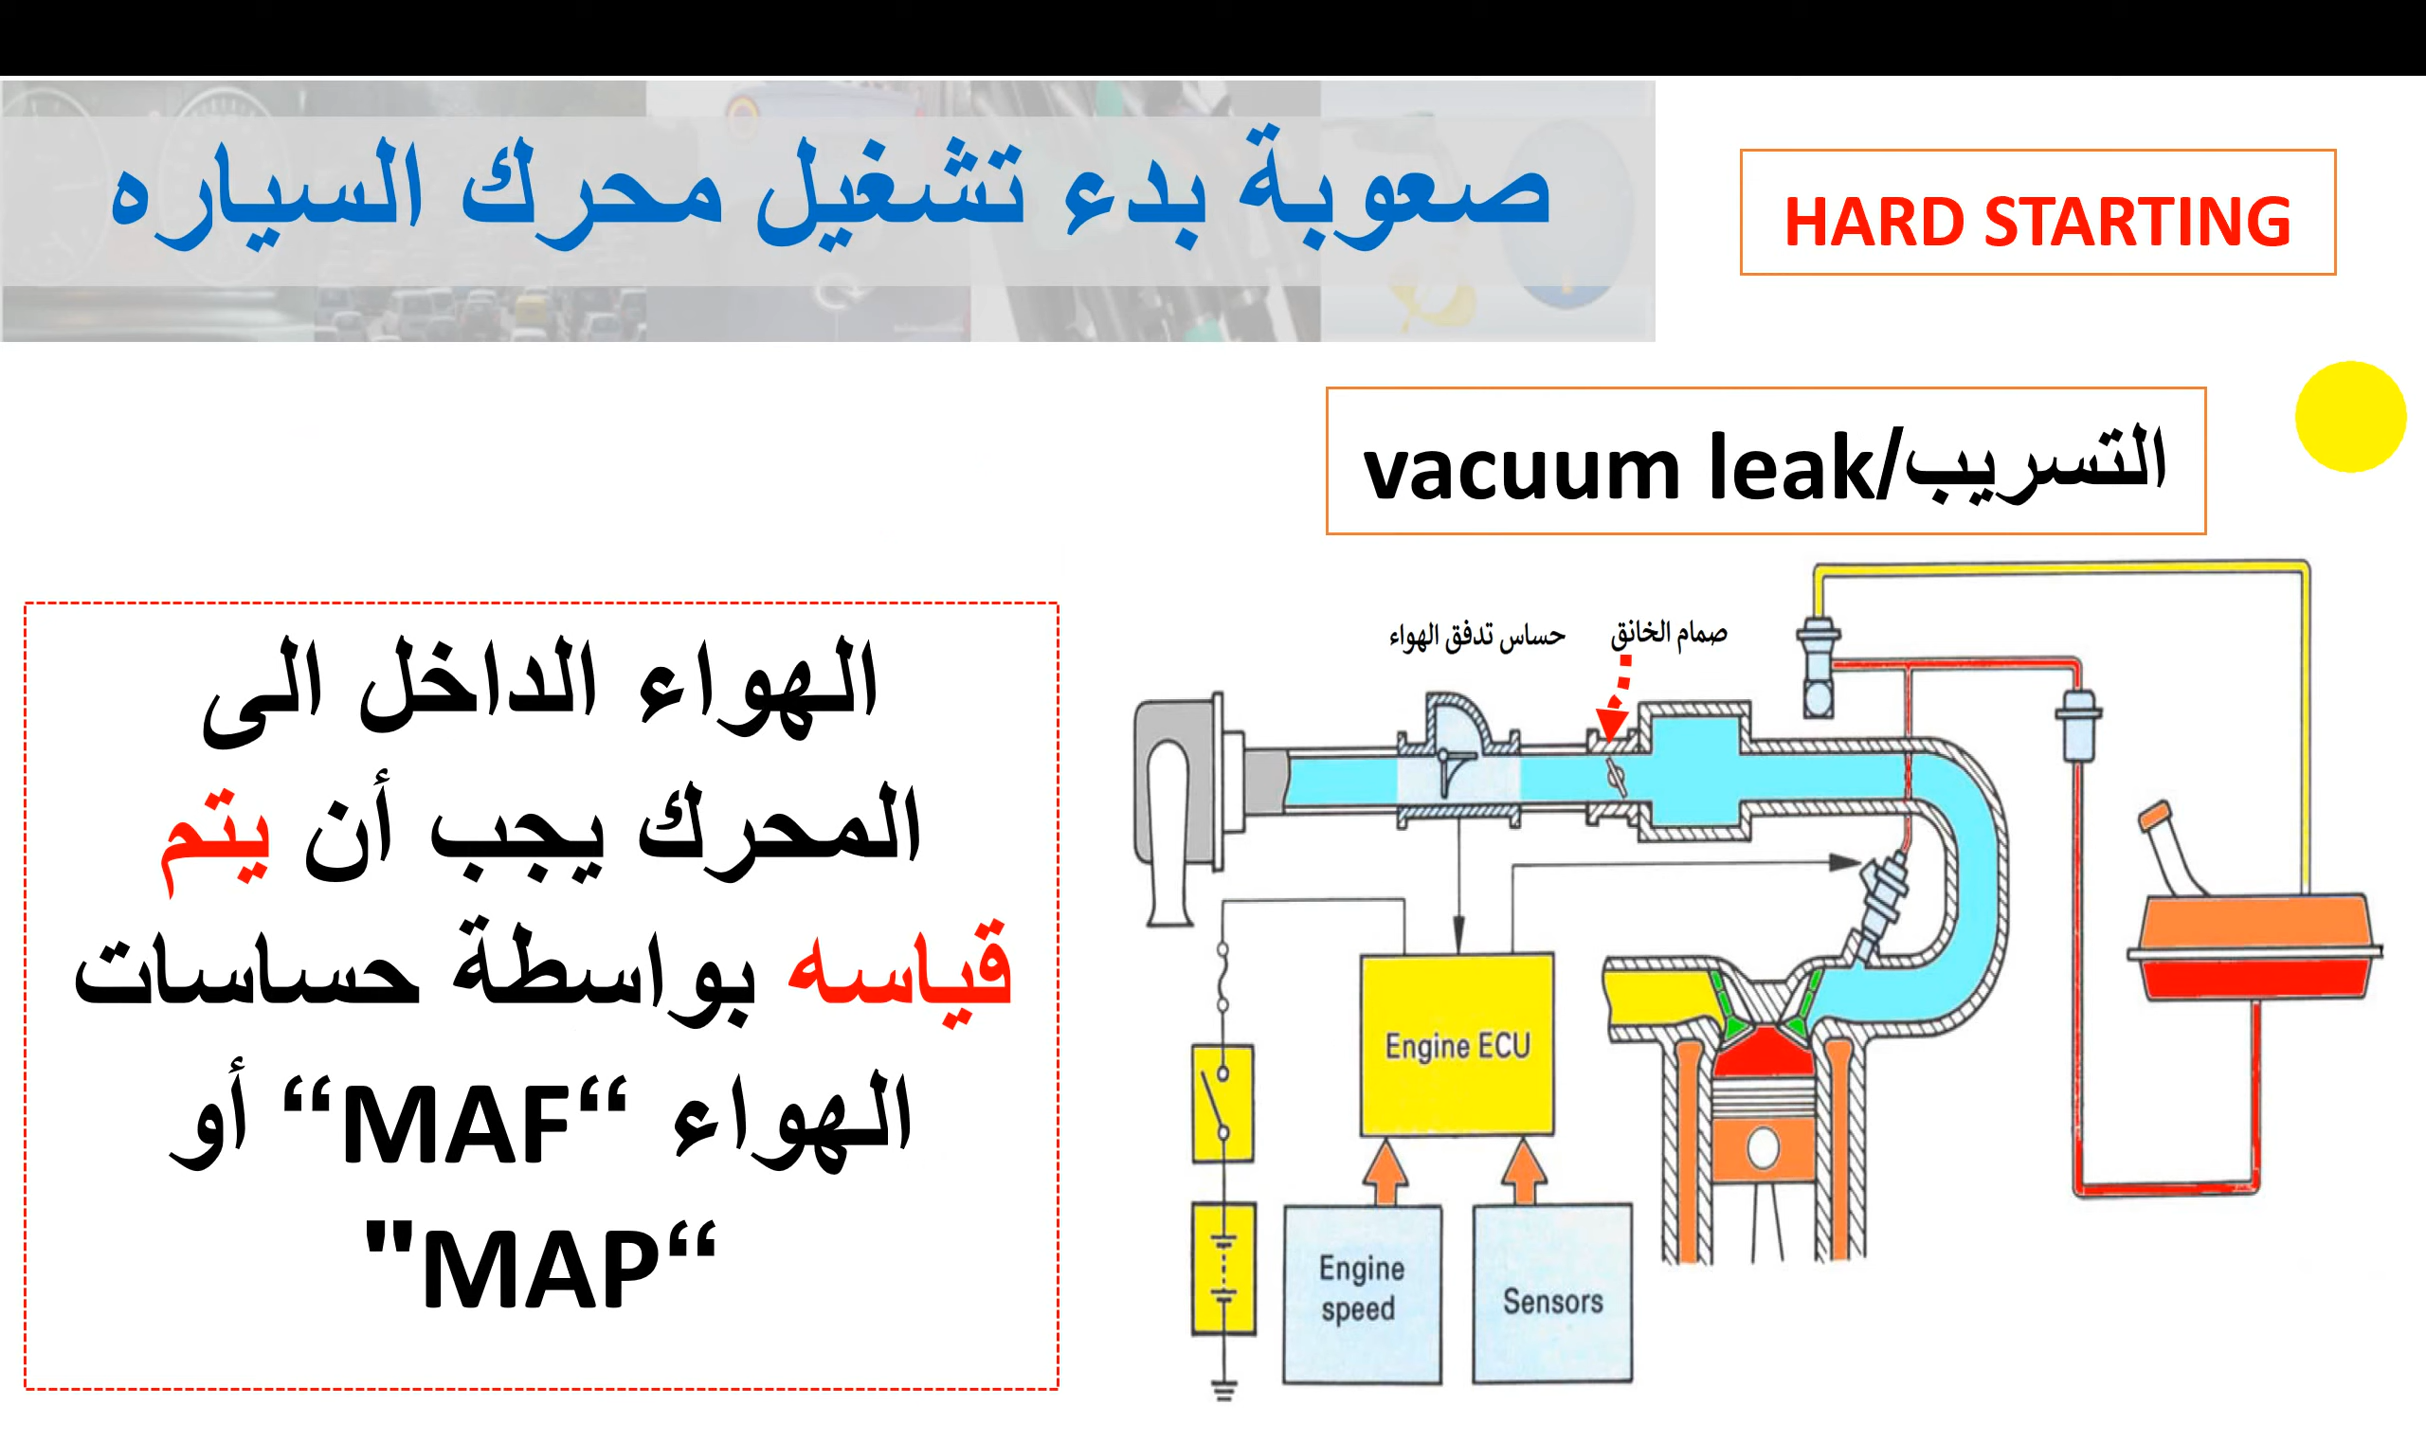 صعوبة بدء تشغيل محرك السياره
HARD STARTING
vacuum leak/التسريب
الهواء الداخل الى
المحرك يجب أن يتم
قياسه بواسطة حساسات
الهواء “MAF“ أو
“MAP"
حساس تدفق الهواء
صمام الخانق
Engine ECU
Engine
speed
Sensors